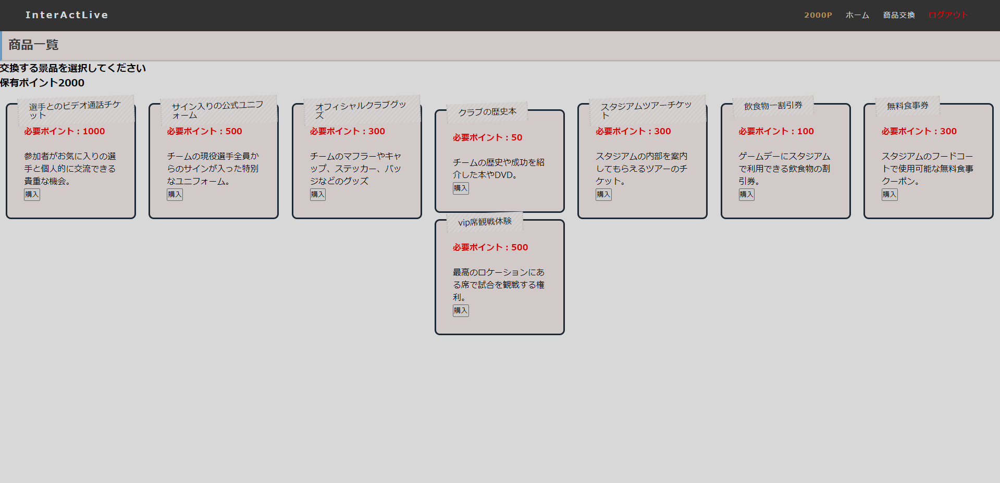 InterActLive
2000P ホーム 商品交換 ログアウト
商品一覧
交換する景品を選択してください
保有ポイント2000
選手とのビデオ通話チケ
ット
必要ポイント：1000
参加者がお気に入りの選
手と個人的に交流できる
貴重な機会。
購入
サイン入りの公式ユニフ
ォーム
必要ポイント：500
チームの現役選手全員か
らのサインが入った特別
なユニフォーム。
購入
オフィシャルクラブグッ
ズ
必要ポイント：300
チームのマフラーやキャ
ップ、ステッカー、バッ
ジなどのグッズ
購入
クラブの歴史本
必要ポイント：50
チームの歴史や成功を紹
介した本やDVD。
購入
スタジアムツアーチケッ
ト
必要ポイント：300
スタジアムの内部を案内
してもらえるツアーのチ
ケット。
購入
飲食物一割引券
必要ポイント：100
ゲームデーにスタジアム
で利用できる飲食物の割
引券。
購入
無料食事券
必要ポイント：300
スタジアムのフードコー
トで使用可能な無料食事
クーポン。
購入
vip席観戦体験
必要ポイント：500
最高のロケーションにあ
る席で試合を観戦する権
利。
購入